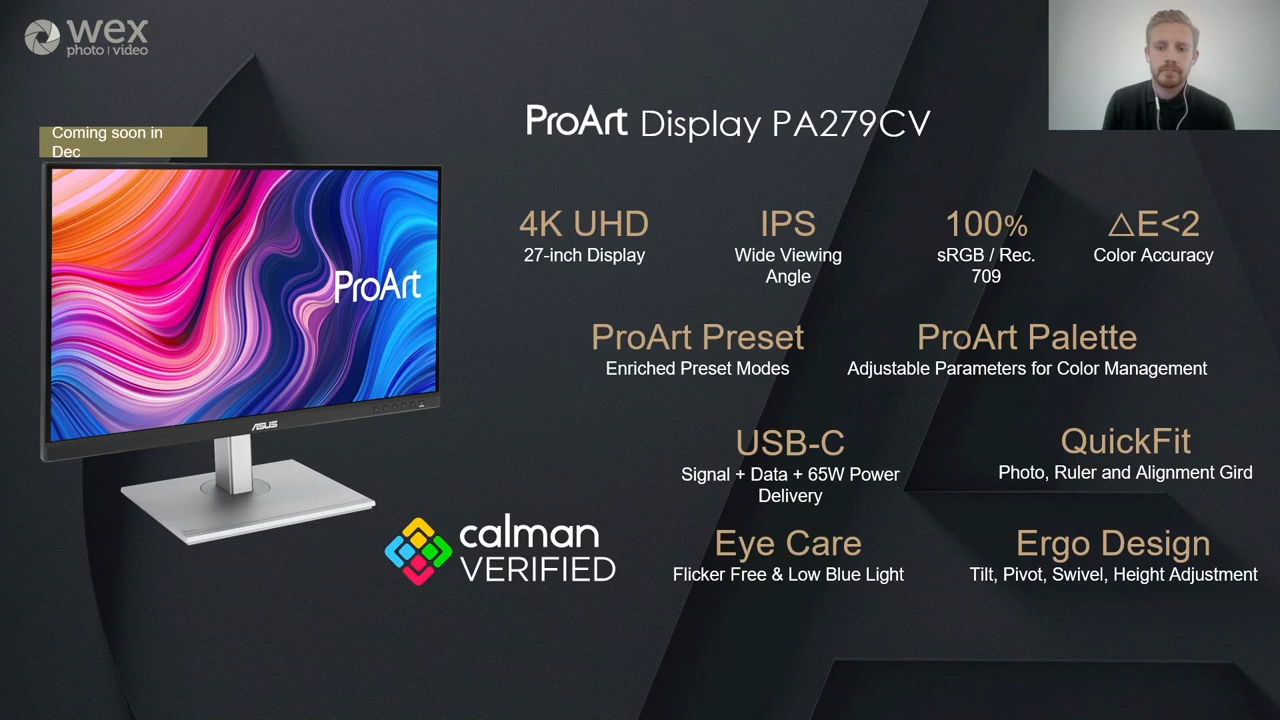 wex
photo | video
Coming soon in
Dec
ProArt Display PA279CV
ProArt
ASUS
4K UHD
27-inch Display
IPS
Wide Viewing
Angle
100%
sRGB / Rec.
709
△E<2
Color Accuracy
ProArt Preset
Enriched Preset Modes
ProArt Palette
Adjustable Parameters for Color Management
USB-C
Signal + Data + 65W Power
Delivery
QuickFit
Photo, Ruler and Alignment Gird
calman
VERIFIED
Eye Care
Flicker Free & Low Blue Light
Ergo Design
Tilt, Pivot, Swivel, Height Adjustment